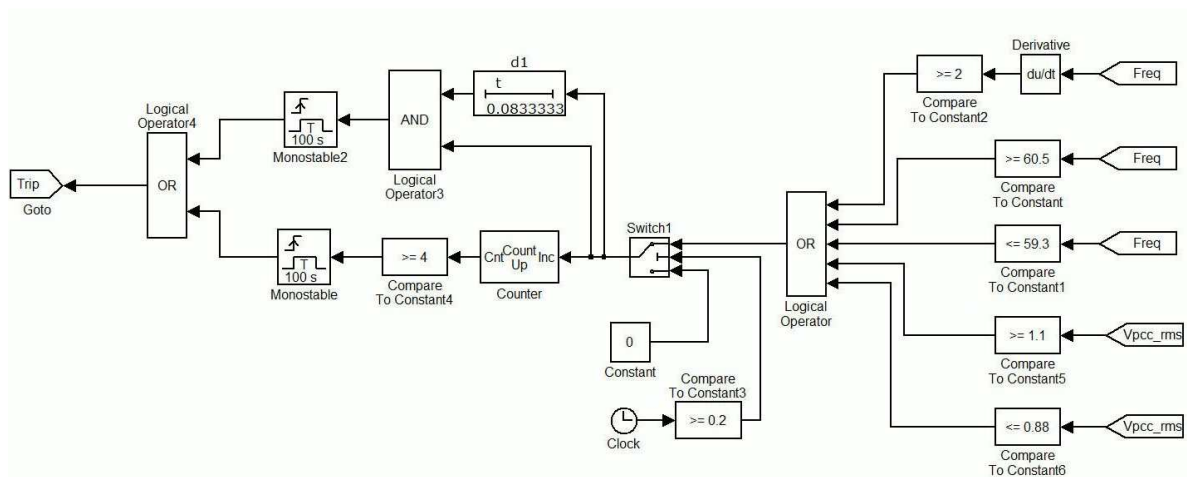 Derivative
d1
>= 2
du/dt
Freq
t
0.0833333
Compare
To Constant2
Logical
Operator4
AND
T
100 s
Monostable2
>= 60.5
Freq
Compare
To Constant
Logical
Operator3
Trip
Goto
OR
Switch1
OR
<= 59.3
Freq
Compare
To Constant1
T
100 s
Monostable
>= 4
Compare
To Constant4
Cnt
Count
Up
Inc
Counter
Logical
Operator
>= 1.1
Vpcc_rms
Compare
To Constant5
0
Constant
Compare
To Constant3
>= 0.2
Clock
<= 0.88
Vpcc_rms
Compare
To Constant6